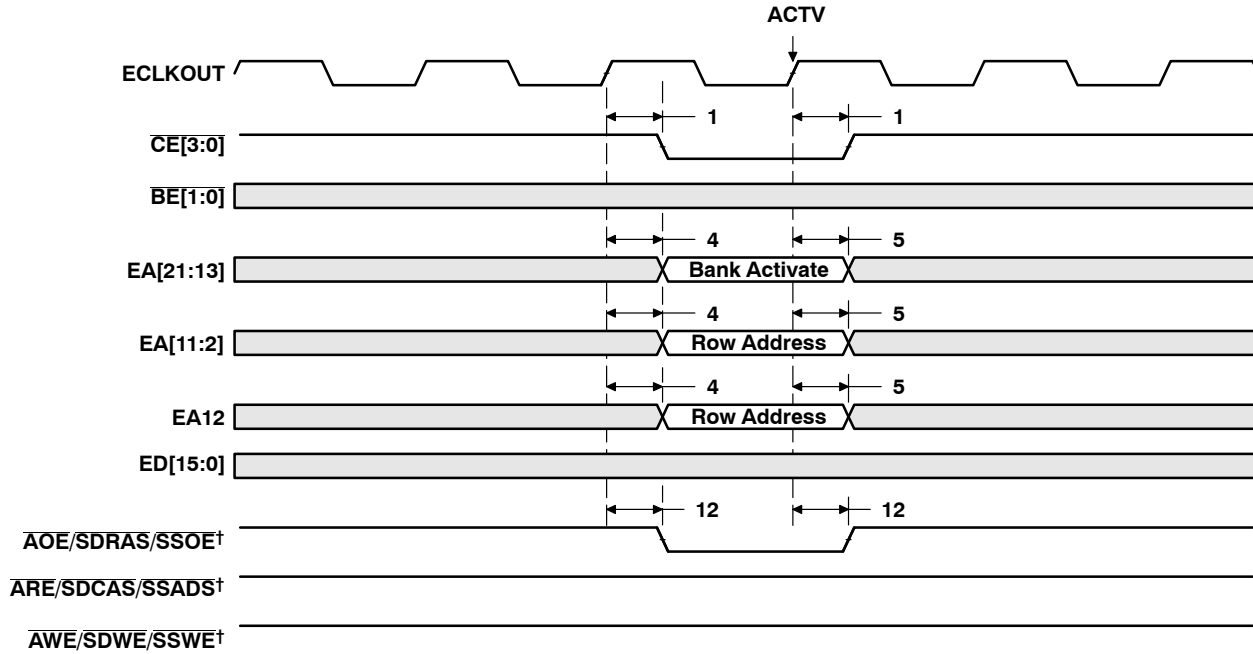 ACTV
ECLKOUT
1 1
CE[3:0]
BE[1:0]
4 5
EA[21:13] Bank Activate
4 5
EA[11:2] Row Address
4 5
EA12 Row Address
ED[15:0]
12 12
AOE/SDRAS/SSOE†
ARE/SDCAS/SSADS†
AWE/SDWE/SSWE†